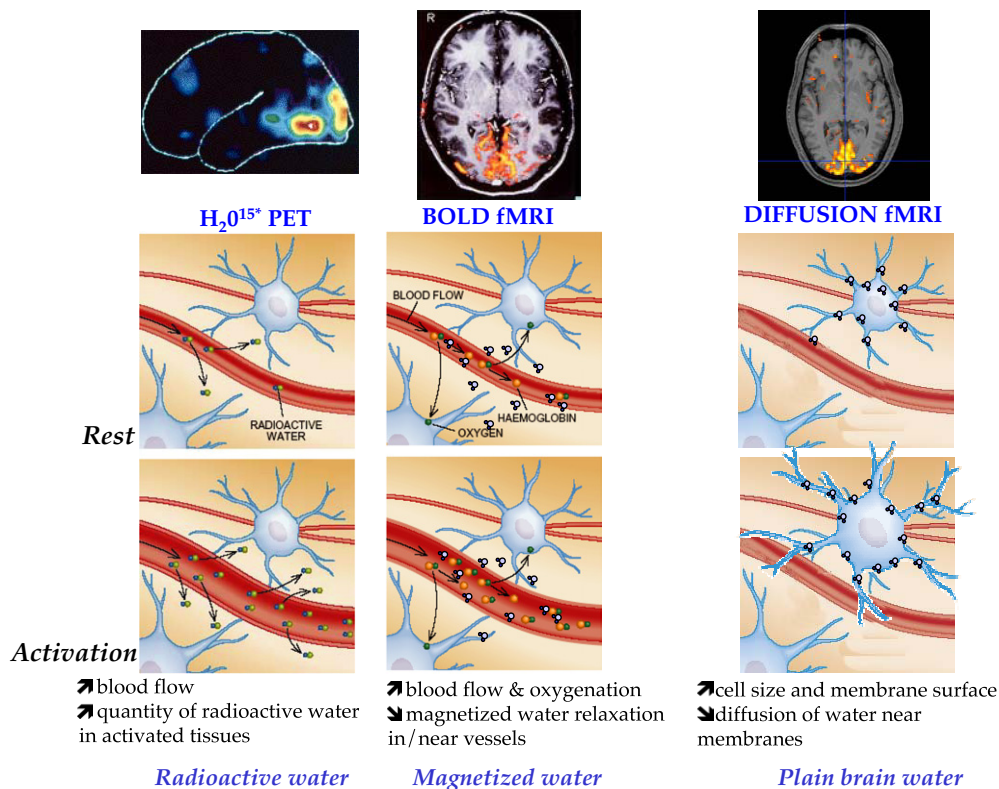 R
H₂0¹⁵* PET
BOLD fMRI
DIFFUSION fMRI
BLOOD FLOW
RADIOACTIVE
WATER
HAEMOGLOBIN
OXYGEN
Rest
Activation
↗ blood flow
↗ quantity of radioactive water
in activated tissues
↗ blood flow & oxygenation
↘ magnetized water relaxation
in/near vessels
↗ cell size and membrane surface
↘ diffusion of water near
membranes
Radioactive water
Magnetized water
Plain brain water